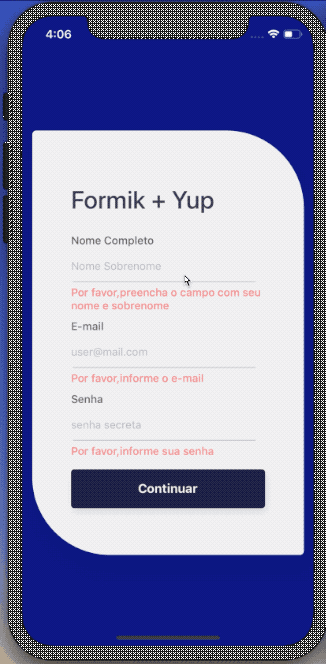 4:06
Formik + Yup
Nome Completo
Nome Sobrenome
Por favor,preencha o campo com seu
nome e sobrenome
E-mail
user@mail.com
Por favor,informe o e-mail
Senha
senha secreta
Por favor,informe sua senha
Continuar